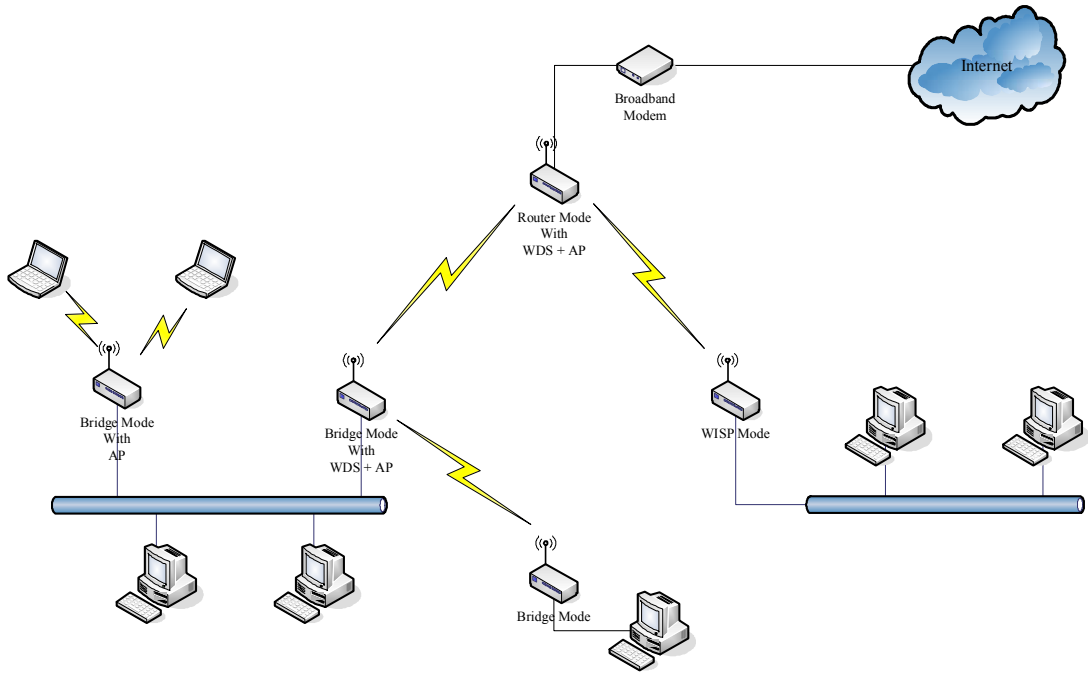 Internet
Broadband
Modem
Router Mode
With
WDS + AP
Bridge Mode
With
AP
Bridge Mode
With
WDS + AP
WISP Mode
Bridge Mode